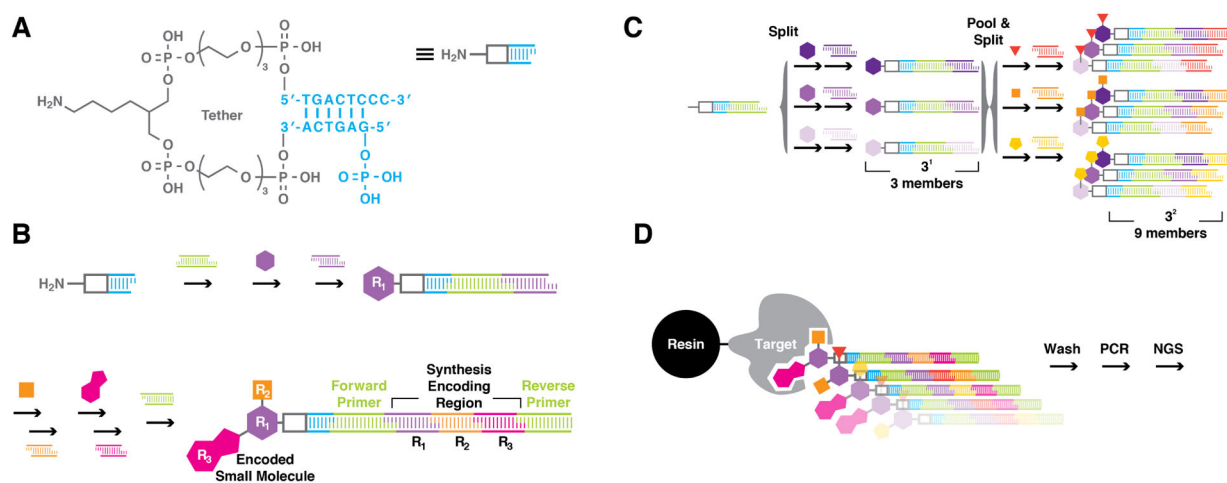 A
O
O=P-OH
O
O
3
O
O
P-OH
O
H₂N
Tether
5′-TGACTCCC-3′
3′-ACTGAG-5′
O
O=P-OH
O
O
3
O
O
P-OH
O
O
O=P-OH
OH
≡ H₂N
B
H₂N
R₁
R₂
R₁
R₃
Encoded
Small Molecule
Forward
Primer
Synthesis
Encoding
Region
Reverse
Primer
R₁ R₂ R₃
C
Split
Pool &
Split
3¹
3 members
3²
9 members
D
Resin
Target
Wash PCR NGS